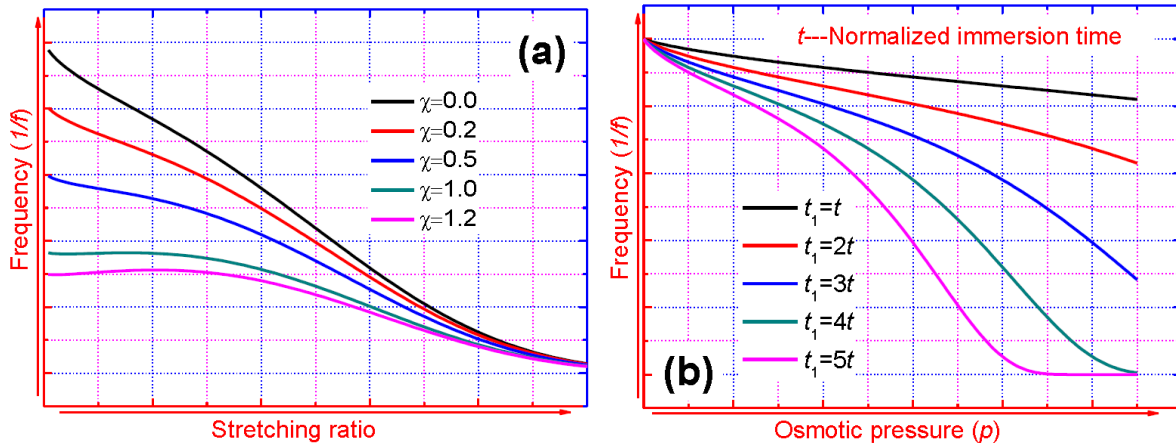 (a)
χ=0.0
χ=0.2
χ=0.5
χ=1.0
χ=1.2
Frequency (1/f)
Stretching ratio
t---Normalized immersion time
t₁=t
t₁=2t
t₁=3t
t₁=4t
t₁=5t
(b)
Frequency (1/f)
Osmotic pressure (p)